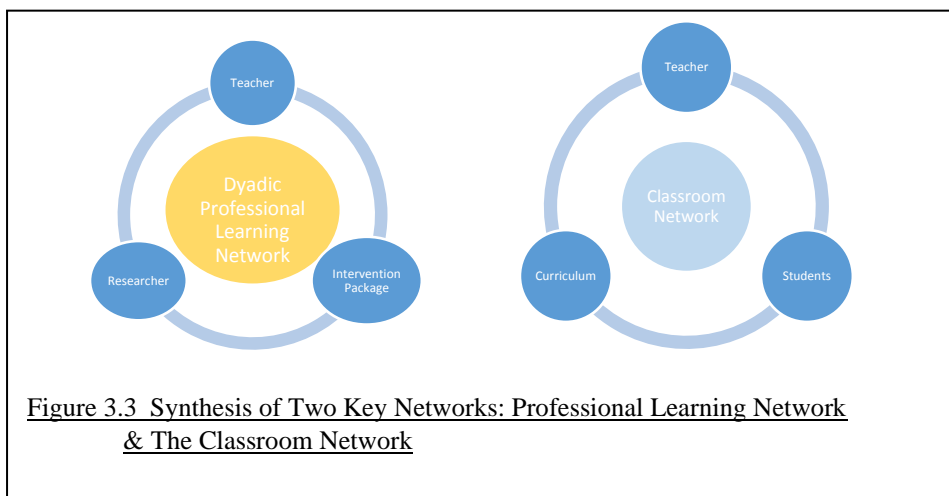 Teacher
Dyadic
Professional
Learning
Network
Researcher
Intervention
Package
Teacher
Classroom
Network
Curriculum
Students
Figure 3.3 Synthesis of Two Key Networks: Professional Learning Network
& The Classroom Network